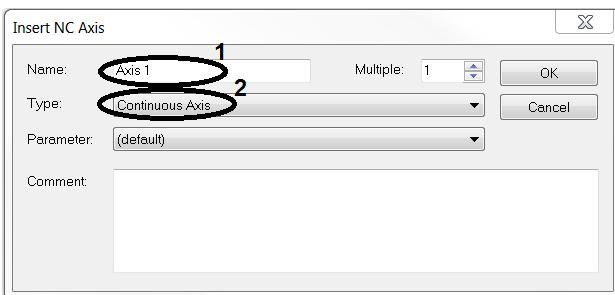 Insert NC Axis
1
Name: Axis 1 Multiple: 1 OK
2
Type: Continuous Axis Cancel
Parameter: (default)
Comment: